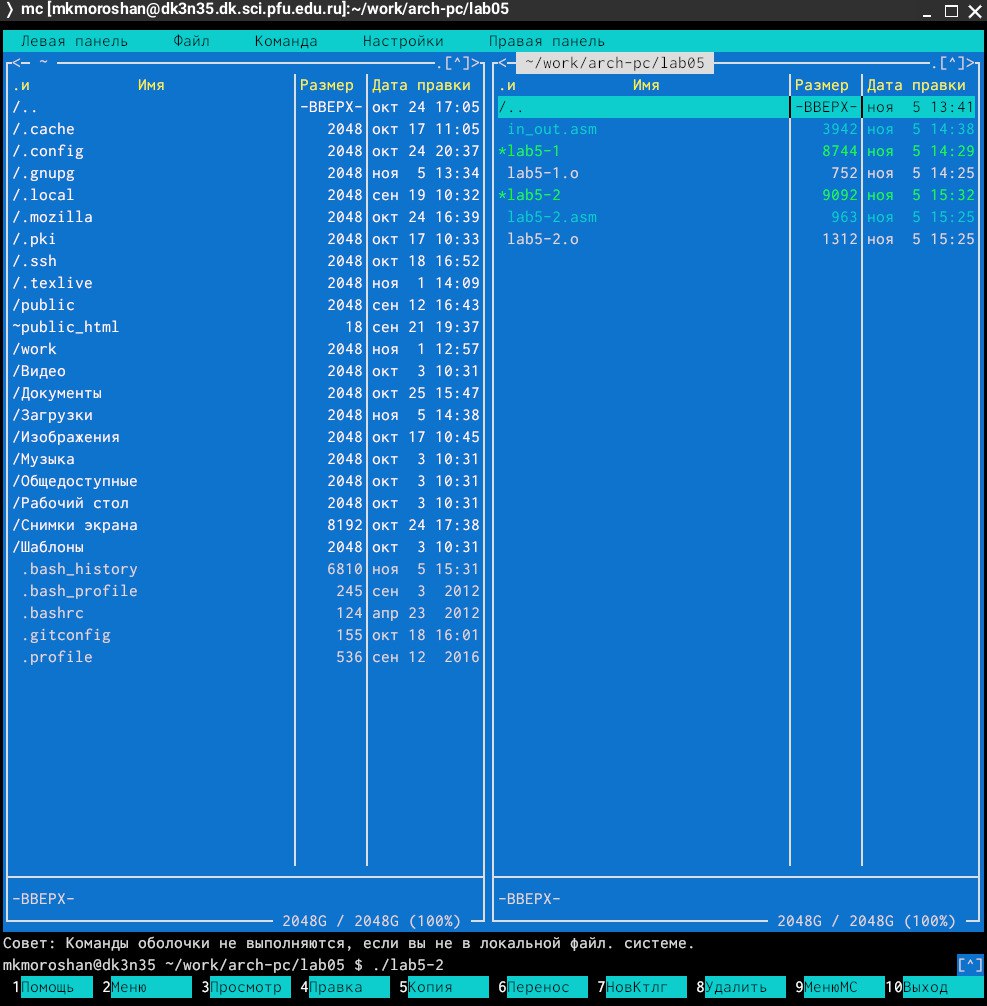 ❭ mc [mkmoroshan@dk3n35.dk.sci.pfu.edu.ru]:~/work/arch-pc/lab05
Левая панель Файл Команда Настройки Правая панель
<— ~ .[^]> <— ~/work/arch-pc/lab05 .[^]>
.и Имя Размер Дата правки .и Имя Размер Дата правки
/.. -ВВЕРХ- окт 24 17:05 /.. -ВВЕРХ- ноя 5 13:41
/.cache 2048 окт 17 11:05 in_out.asm 3942 ноя 5 14:38
/.config 2048 окт 24 20:37 *lab5-1 8744 ноя 5 14:29
/.gnupg 2048 ноя 5 13:34 lab5-1.o 752 ноя 5 14:25
/.local 2048 сен 19 10:32 *lab5-2 9092 ноя 5 15:32
/.mozilla 2048 окт 24 16:39 lab5-2.asm 963 ноя 5 15:25
/.pki 2048 окт 17 10:33 lab5-2.o 1312 ноя 5 15:25
/.ssh 2048 окт 18 16:52
/.texlive 2048 ноя 1 14:09
/public 2048 сен 12 16:43
~public_html 18 сен 21 19:37
/work 2048 ноя 1 12:57
/Видео 2048 окт 3 10:31
/Документы 2048 окт 25 15:47
/Загрузки 2048 ноя 5 14:38
/Изображения 2048 окт 17 10:45
/Музыка 2048 окт 3 10:31
/Общедоступные 2048 окт 3 10:31
/Рабочий стол 2048 окт 3 10:31
/Снимки экрана 8192 окт 24 17:38
/Шаблоны 2048 окт 3 10:31
.bash_history 6810 ноя 5 15:31
.bash_profile 245 сен 3 2012
.bashrc 124 апр 23 2012
.gitconfig 155 окт 18 16:01
.profile 536 сен 12 2016
-ВВЕРХ- -ВВЕРХ-
2048G / 2048G (100%) 2048G / 2048G (100%)
Совет: Команды оболочки не выполняются, если вы не в локальной файл. системе.
mkmoroshan@dk3n35 ~/work/arch-pc/lab05 $ ./lab5-2 [^]
1Помощь 2Меню 3Просмотр 4Правка 5Копия 6Перенос 7НовКтлг 8Удалить 9МенюMC 10Выход